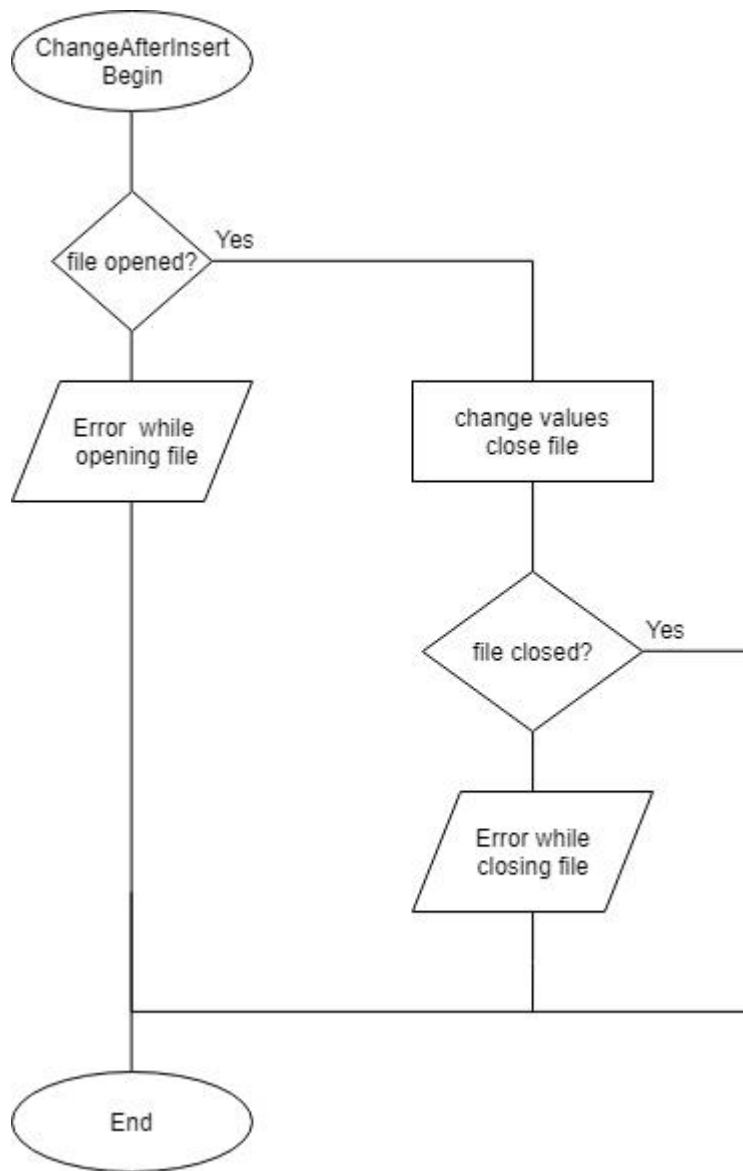 ChangeAfterInsert
Begin
file opened?
Yes
Error while
opening file
change values
close file
file closed?
Yes
Error while
closing file
End